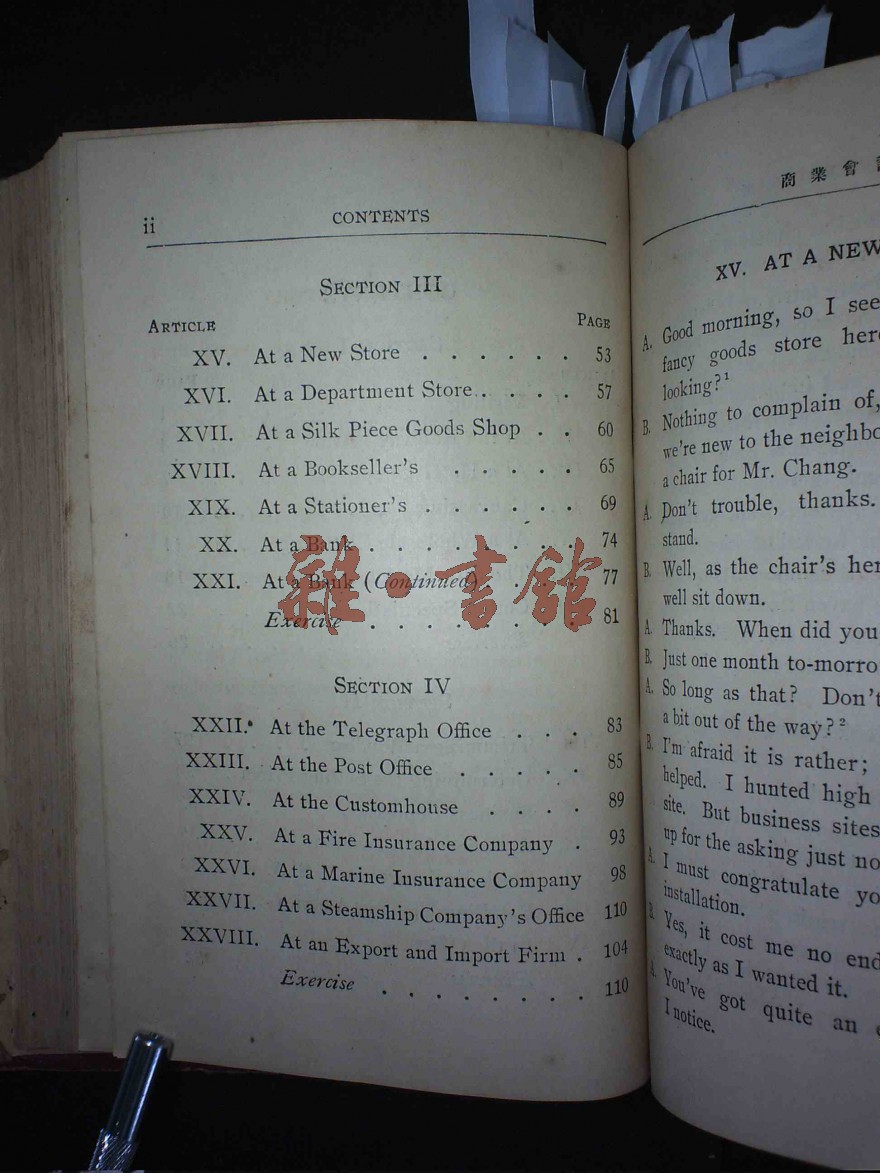 ii
CONTENTS
SECTION III
ARTICLE PAGE
XV. At a New Store . . . . . . 53
XVI. At a Department Store . . . . . 57
XVII. At a Silk Piece Goods Shop . . 60
XVIII. At a Bookseller's . . . . . 65
XIX. At a Stationer's . . . . . . 69
XX. At a Bank . . . . . . . . 74
XXI. At a Bank (Continued) . . . . 77
Exercise . . . . . . . 81
雜·書館
SECTION IV
XXII. At the Telegraph Office . . . 83
XXIII. At the Post Office . . . . . 85
XXIV. At the Customhouse . . . . 89
XXV. At a Fire Insurance Company . 93
XXVI. At a Marine Insurance Company 98
XXVII. At a Steamship Company's Office 110
XXVIII. At an Export and Import Firm . 104
Exercise . . . . . . . . 110
商業會
XV. AT A NEW
A. Good morning, so I see
fancy goods store her
looking?¹
B. Nothing to complain of,
we're new to the neighbo
a chair for Mr. Chang.
A. Don't trouble, thanks.
stand.
B. Well, as the chair's her
well sit down.
A. Thanks. When did you
B. Just one month to-morro
A. So long as that? Don't
a bit out of the way?²
B. I'm afraid it is rather;
helped. I hunted high
site. But business sites
up for the asking just no
A. I must congratulate yo
installation.
B. Yes, it cost me no end
exactly as I wanted it.
A. You've got quite an
I notice.